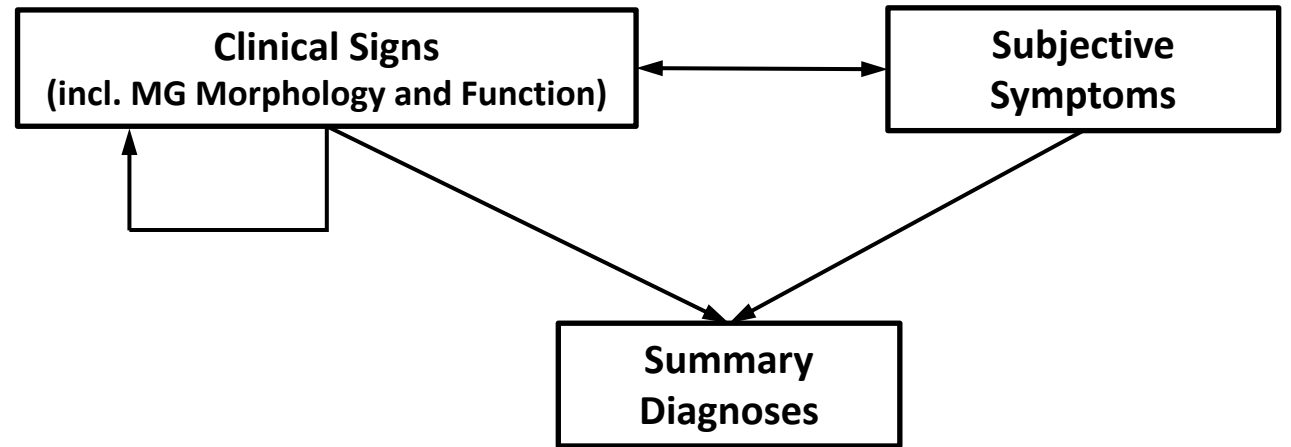 Clinical Signs
(incl. MG Morphology and Function)
Subjective
Symptoms
Summary
Diagnoses